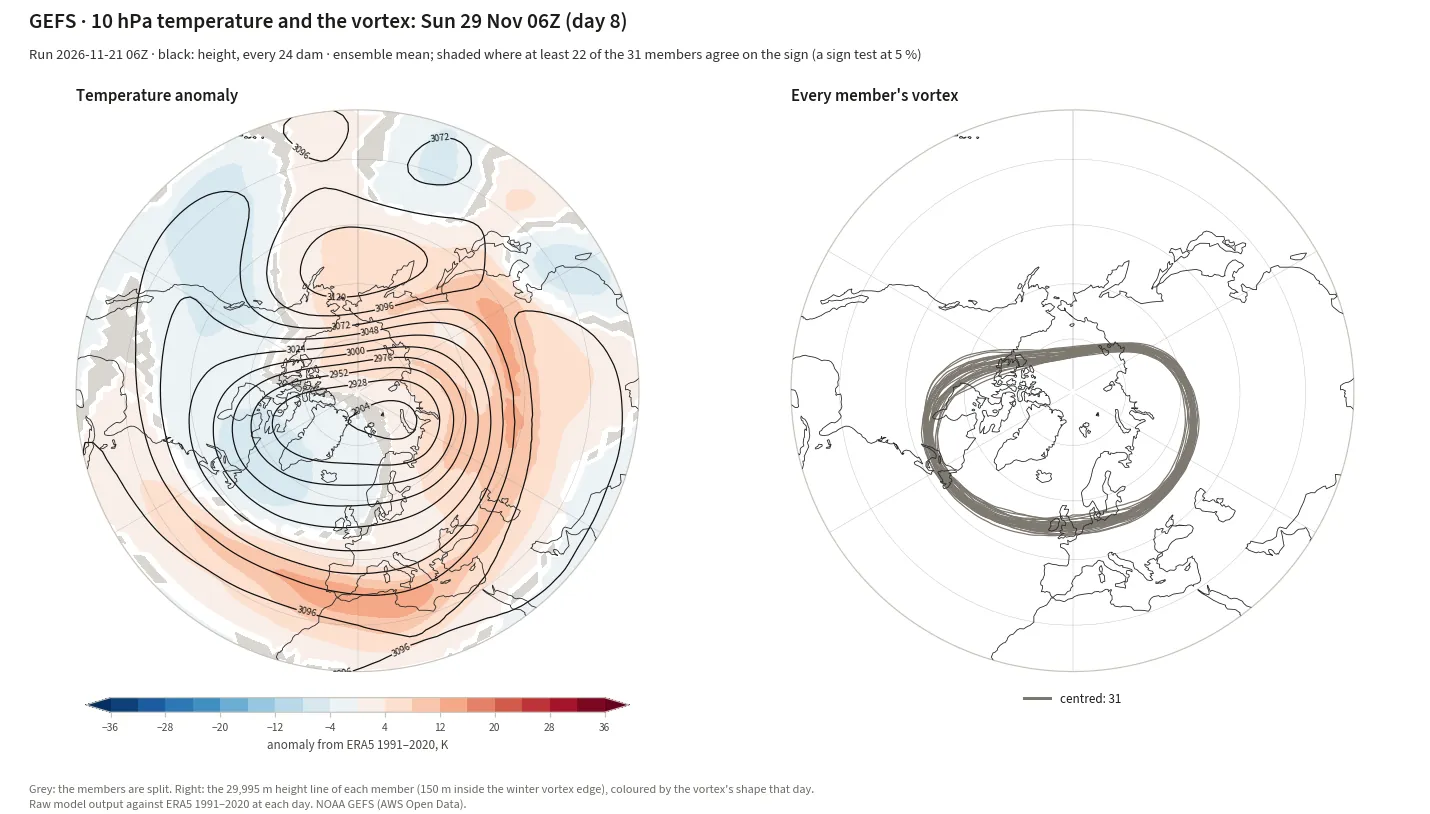 GEFS · 10 hPa temperature and the vortex: Sun 29 Nov 06Z (day 8)
Run 2026-11-21 06Z · black: height, every 24 dam · ensemble mean; shaded where at least 22 of the 31 members agree on the sign (a sign test at 5 %)
Temperature anomaly
Every member's vortex
3072
3096
3120
3096
3072
3048
3024
3000
2976
2952
2928
2904
3096
3096
3096
−36 −28 −20 −12 −4 4 12 20 28 36
anomaly from ERA5 1991–2020, K
centred: 31
Grey: the members are split. Right: the 29,995 m height line of each member (150 m inside the winter vortex edge), coloured by the vortex's shape that day.
Raw model output against ERA5 1991–2020 at each day. NOAA GEFS (AWS Open Data).